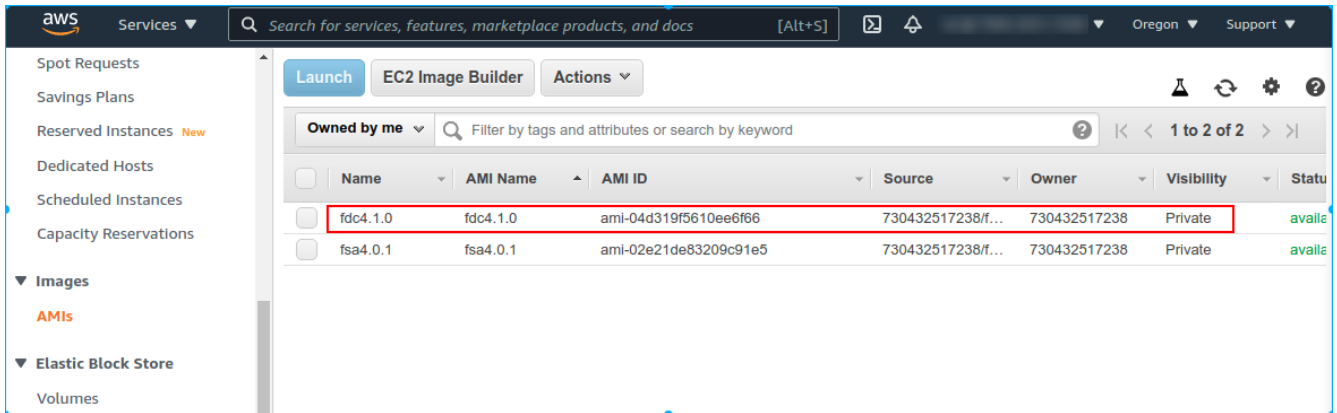 aws Services ▼ Search for services, features, marketplace products, and docs [Alt+S] Oregon ▼ Support ▼
Spot Requests
Savings Plans
Reserved Instances New
Dedicated Hosts
Scheduled Instances
Capacity Reservations
▼ Images
AMIs
▼ Elastic Block Store
Volumes
Launch EC2 Image Builder Actions
Owned by me Filter by tags and attributes or search by keyword 1 to 2 of 2
Name AMI Name AMI ID Source Owner Visibility Statu
fdc4.1.0 fdc4.1.0 ami-04d319f5610ee6f66 730432517238/f... 730432517238 Private availa
fsa4.0.1 fsa4.0.1 ami-02e21de83209c91e5 730432517238/f... 730432517238 Private availa